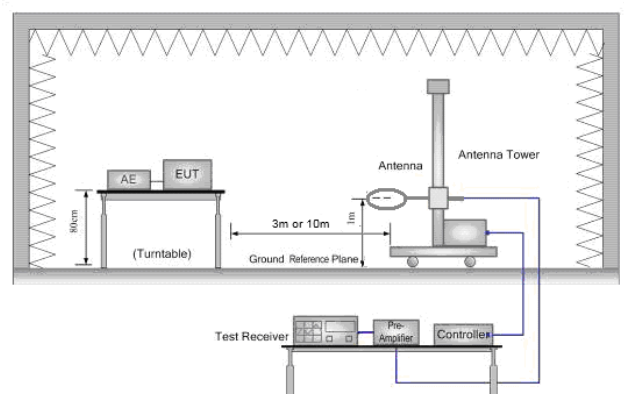 Antenna
Antenna Tower
AE
EUT
80cm
(Turntable)
3m or 10m
1m
Ground Reference Plane
Test Receiver
Pre-
Amplifier
Controller